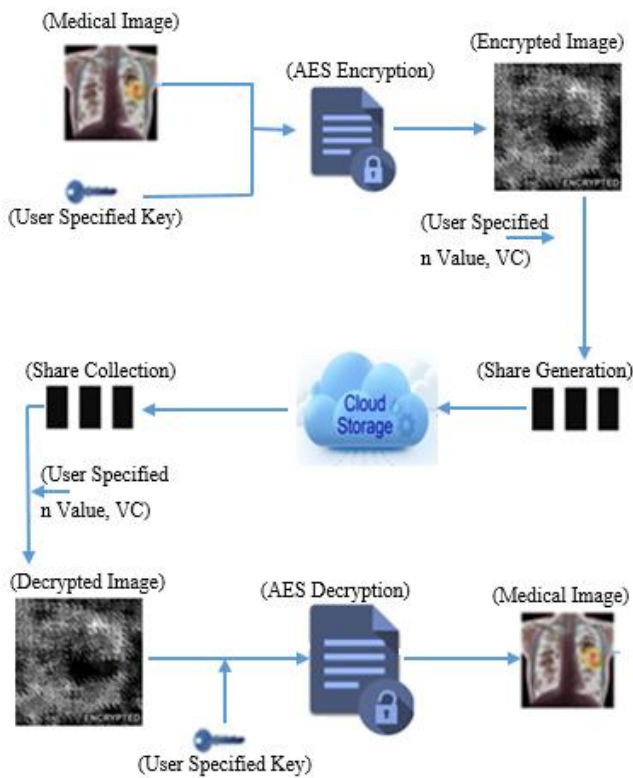 (Medical Image)
(AES Encryption)
(Encrypted Image)
ENCRYPTED
(User Specified Key)
(User Specified
n Value, VC)
(Share Collection)
Cloud
Storage
(Share Generation)
(User Specified
n Value, VC)
(Decrypted Image)
ENCRYPTED
(AES Decryption)
(Medical Image)
(User Specified Key)